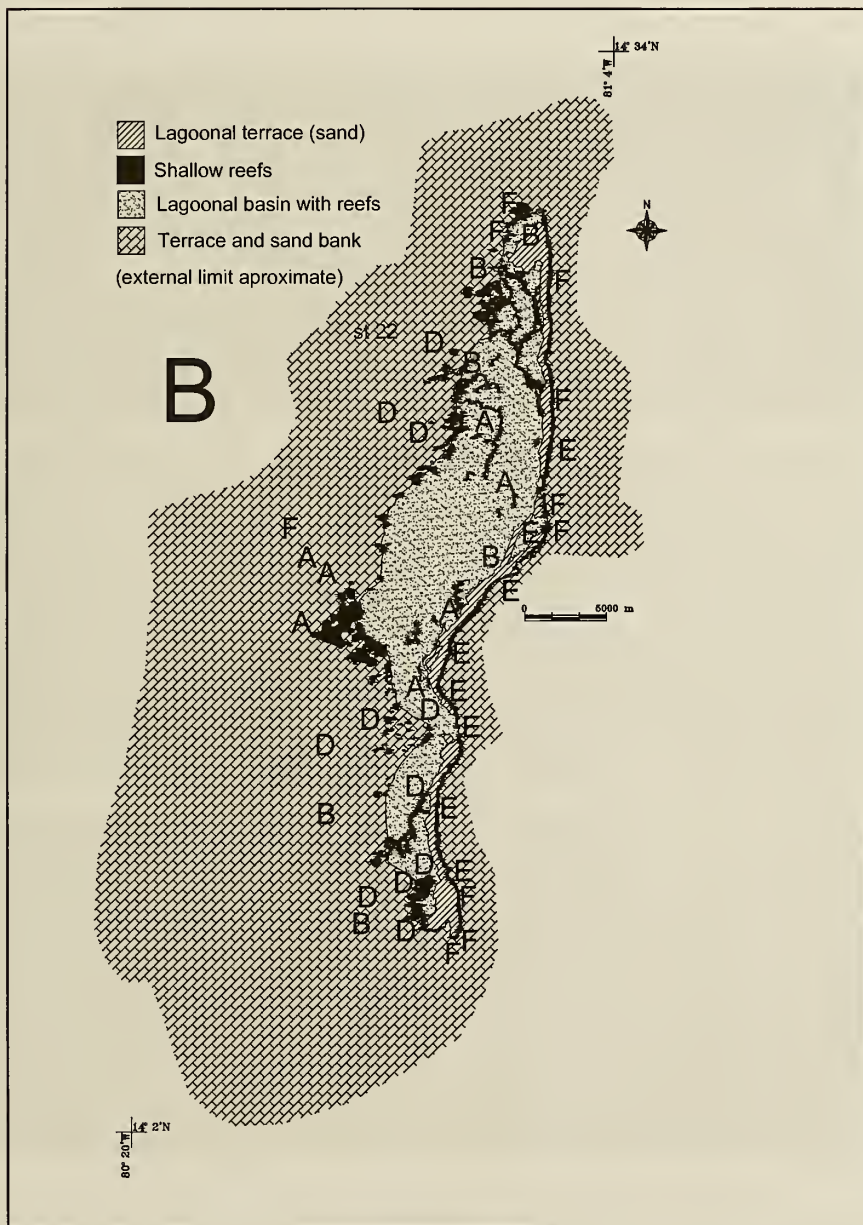 14° 34'N
81° 4'W
Lagoonal terrace (sand)
Shallow reefs
Lagoonal basin with reefs
Terrace and sand bank
(external limit aproximate)
N
F
F
B
B
F
st 22
D
B
B
D
D
A
F
E
A
F
F
E
F
B
A
A
E
A
A
0 5000 m
E
A
E
D
D
E
D
D
E
B
D
E
D
D
F
B
D
F
F
14° 2'N
80° 20'W